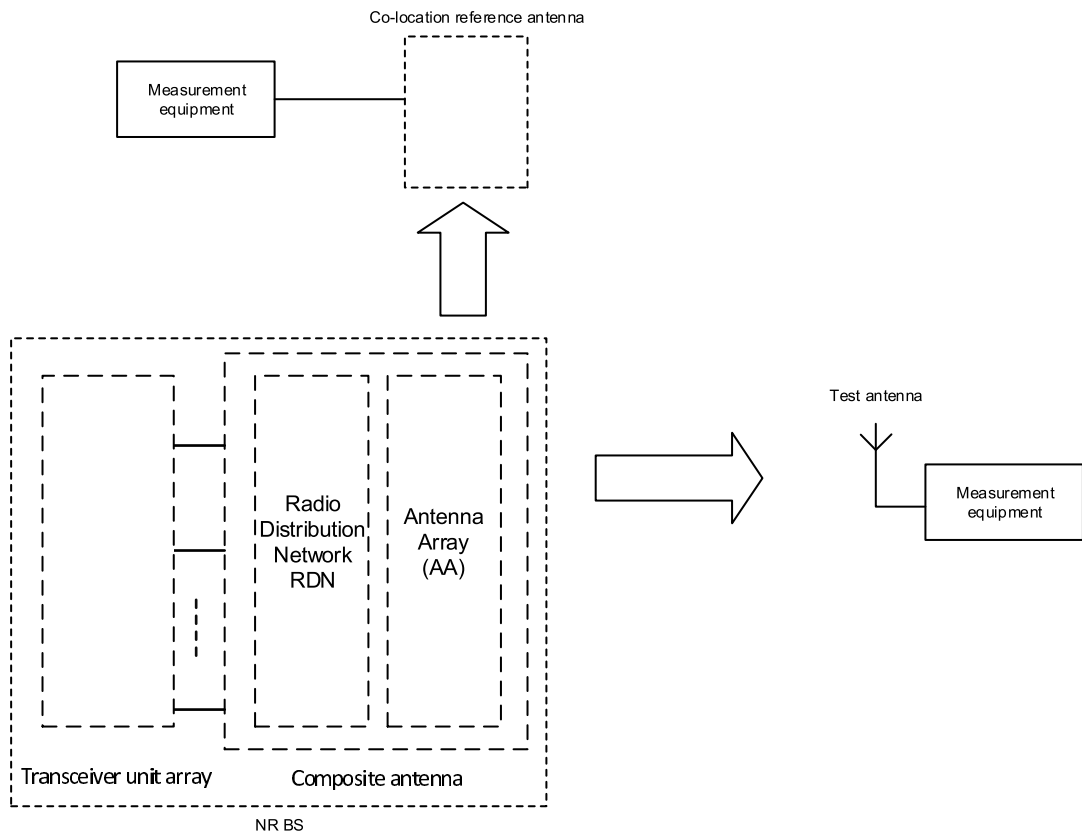 Co-location reference antenna
Measurement
equipment
Test antenna
Measurement
equipment
Radio
Distribution
Network
RDN
Antenna
Array
(AA)
Transceiver unit array
Composite antenna
NR BS